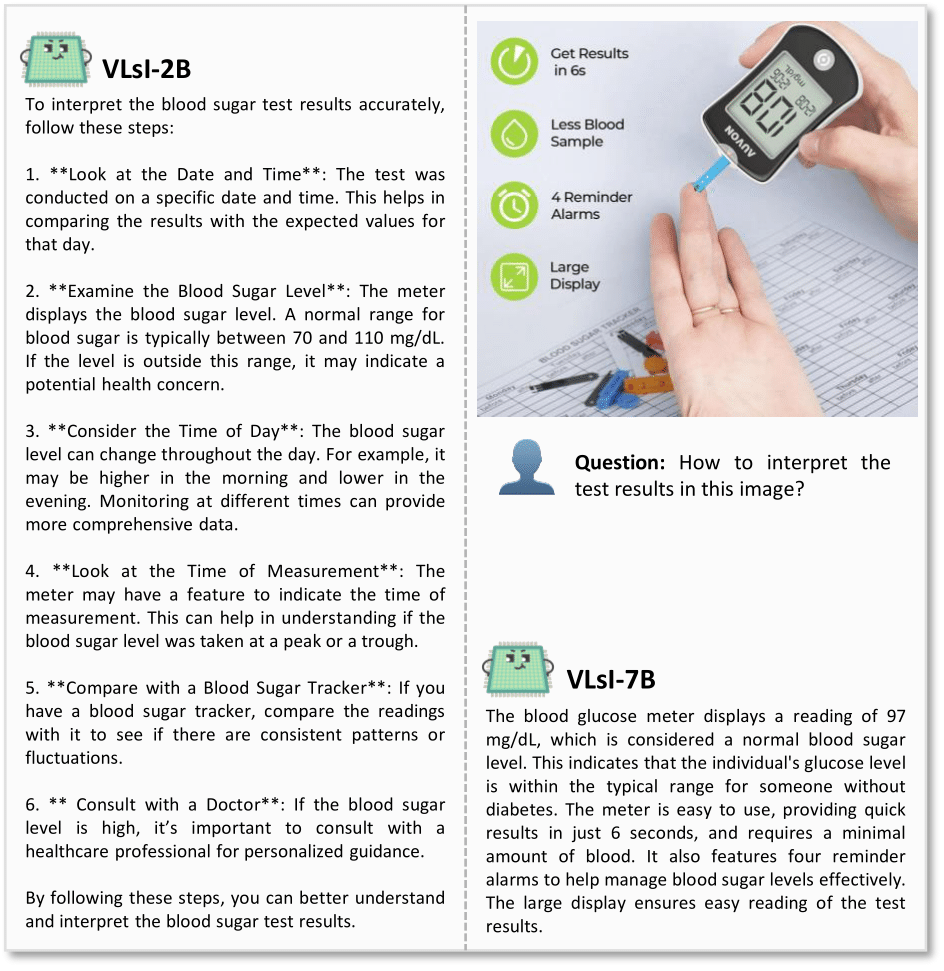 VLsI-2B
To interpret the blood sugar test results accurately,
follow these steps:
1. **Look at the Date and Time**: The test was
conducted on a specific date and time. This helps in
comparing the results with the expected values for
that day.
2. **Examine the Blood Sugar Level**: The meter
displays the blood sugar level. A normal range for
blood sugar is typically between 70 and 110 mg/dL.
If the level is outside this range, it may indicate a
potential health concern.
3. **Consider the Time of Day**: The blood sugar
level can change throughout the day. For example, it
may be higher in the morning and lower in the
evening. Monitoring at different times can provide
more comprehensive data.
4. **Look at the Time of Measurement**: The
meter may have a feature to indicate the time of
measurement. This can help in understanding if the
blood sugar level was taken at a peak or a trough.
5. **Compare with a Blood Sugar Tracker**: If you
have a blood sugar tracker, compare the readings
with it to see if there are consistent patterns or
fluctuations.
6. ** Consult with a Doctor**: If the blood sugar
level is high, it’s important to consult with a
healthcare professional for personalized guidance.
By following these steps, you can better understand
and interpret the blood sugar test results.
Get Results
in 6s
Less Blood
Sample
4 Reminder
Alarms
Large
Display
mg/dL
108
AUVON
BLOOD SUGAR TRACKER
Monday
Friday
Thursday
Question: How to interpret the
test results in this image?
VLsI-7B
The blood glucose meter displays a reading of 97
mg/dL, which is considered a normal blood sugar
level. This indicates that the individual's glucose level
is within the typical range for someone without
diabetes. The meter is easy to use, providing quick
results in just 6 seconds, and requires a minimal
amount of blood. It also features four reminder
alarms to help manage blood sugar levels effectively.
The large display ensures easy reading of the test
results.